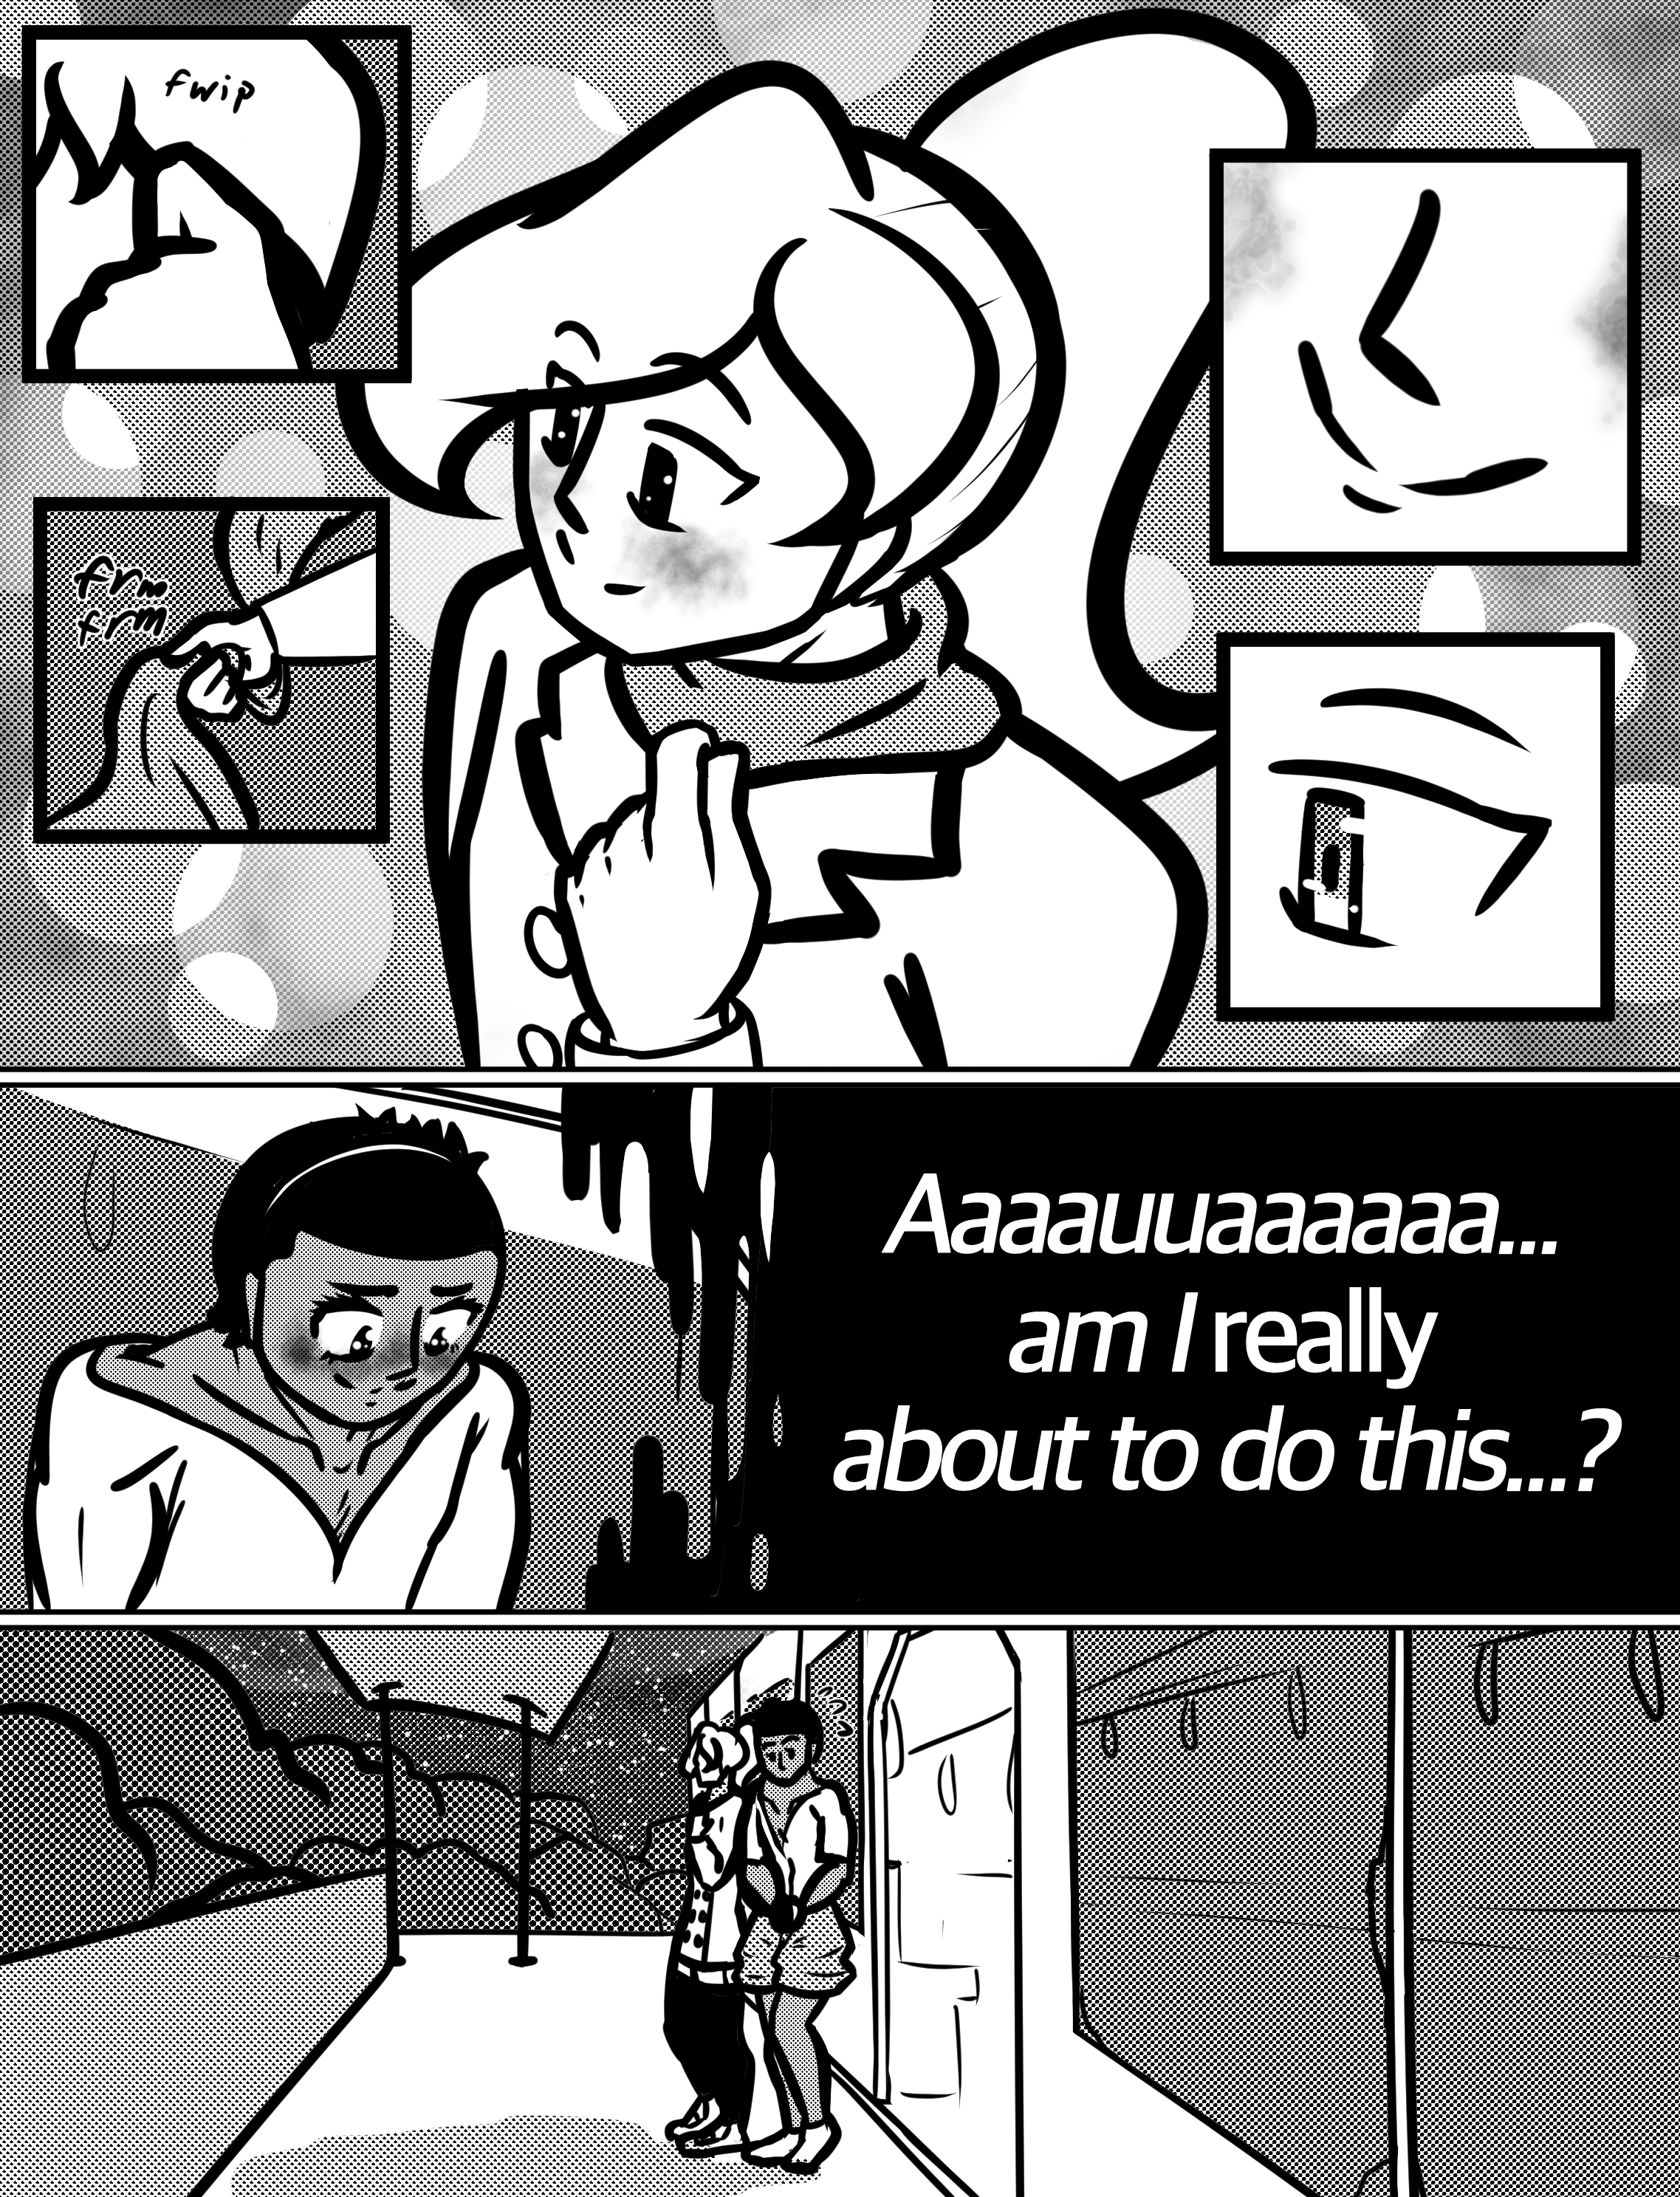 fwip
frm
frm
Aaaauuaaaaaa...
am I really
about to do this...?